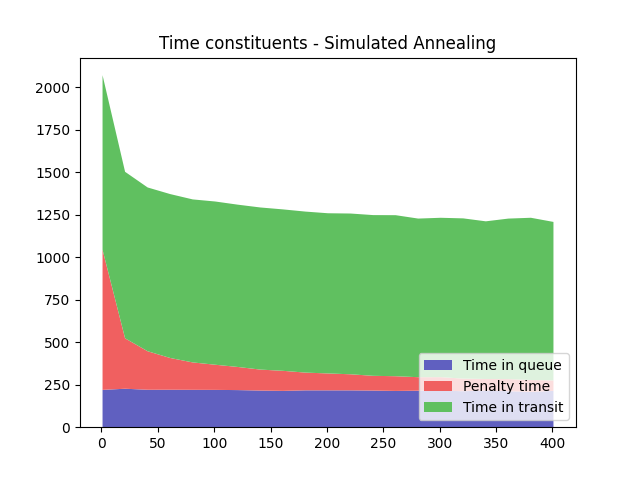 Time constituents - Simulated Annealing
2000
1750
1500
1250
1000
750
500
250
0
Time in queue
Penalty time
Time in transit
0 50 100 150 200 250 300 350 400